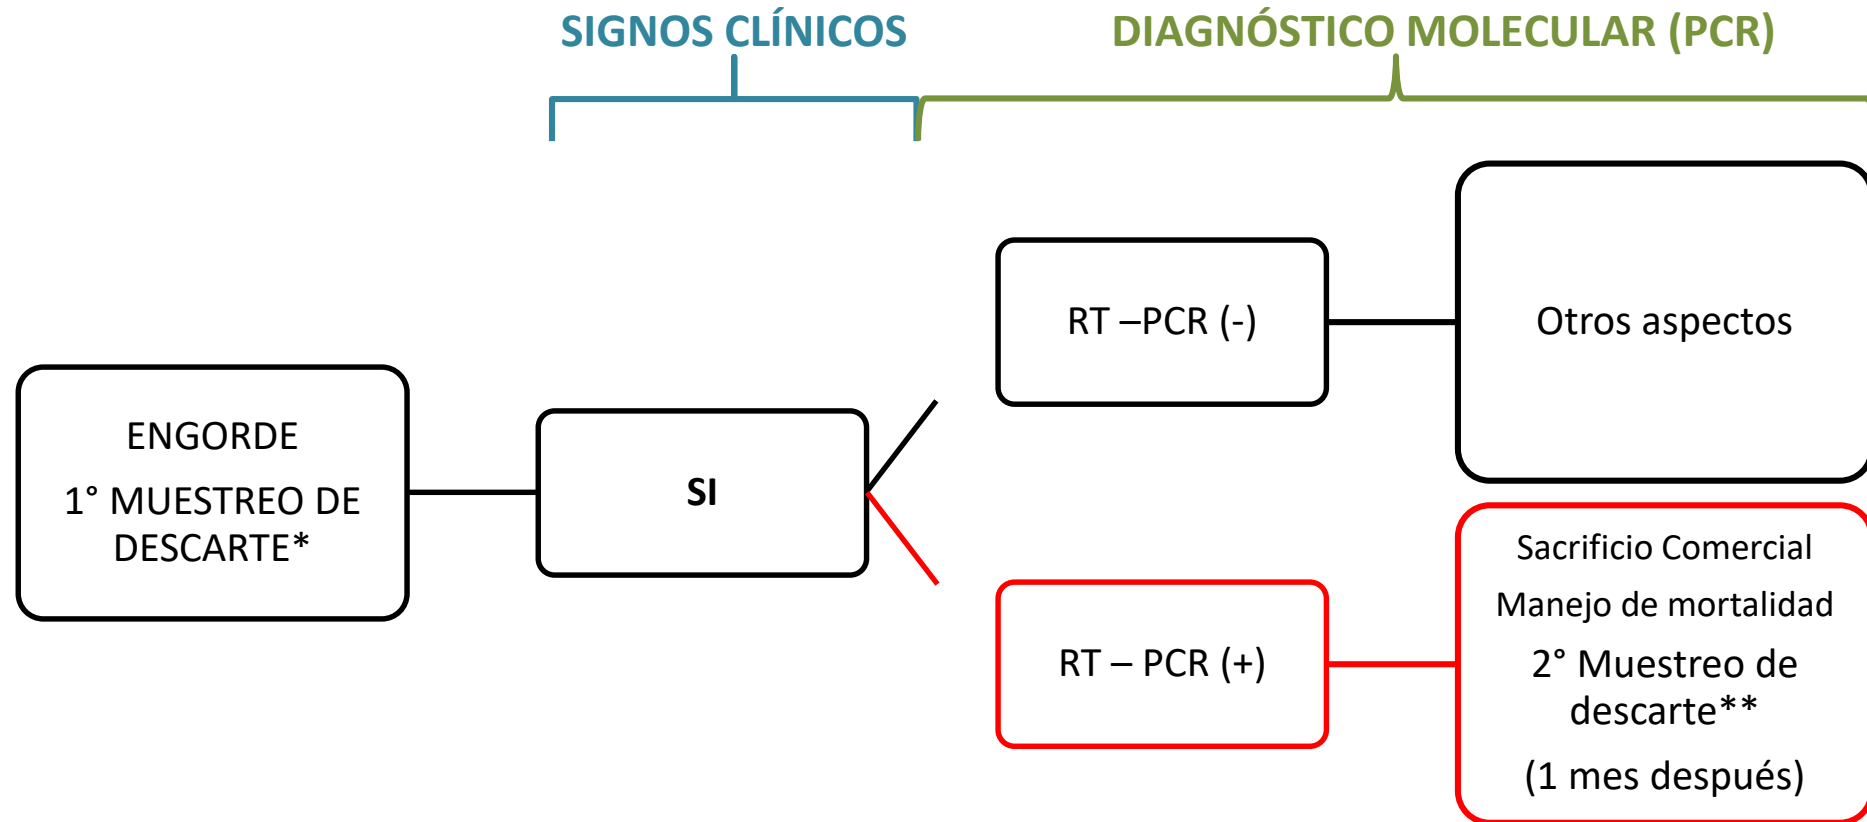 SIGNOS CLÍNICOS
DIAGNÓSTICO MOLECULAR (PCR)
ENGORDE
1° MUESTREO DE
DESCARTE*
SI
RT –PCR (-)
Otros aspectos
RT – PCR (+)
Sacrificio Comercial
Manejo de mortalidad
2° Muestreo de
descarte**
(1 mes después)